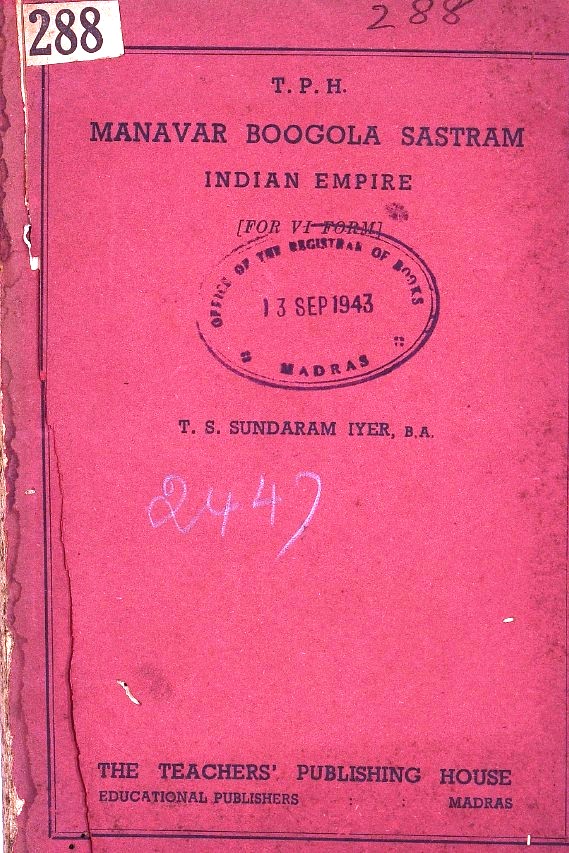 288
288
T. P. H.
MANAVAR BOOGOLA SASTRAM
INDIAN EMPIRE
[FOR VI FORM]
OFFICE OF THE REGISTRAR OF BOOKS
13 SEP 1943
MADRAS
T. S. SUNDARAM IYER, B.A.
2447
THE TEACHERS' PUBLISHING HOUSE
EDUCATIONAL PUBLISHERS : : MADRAS